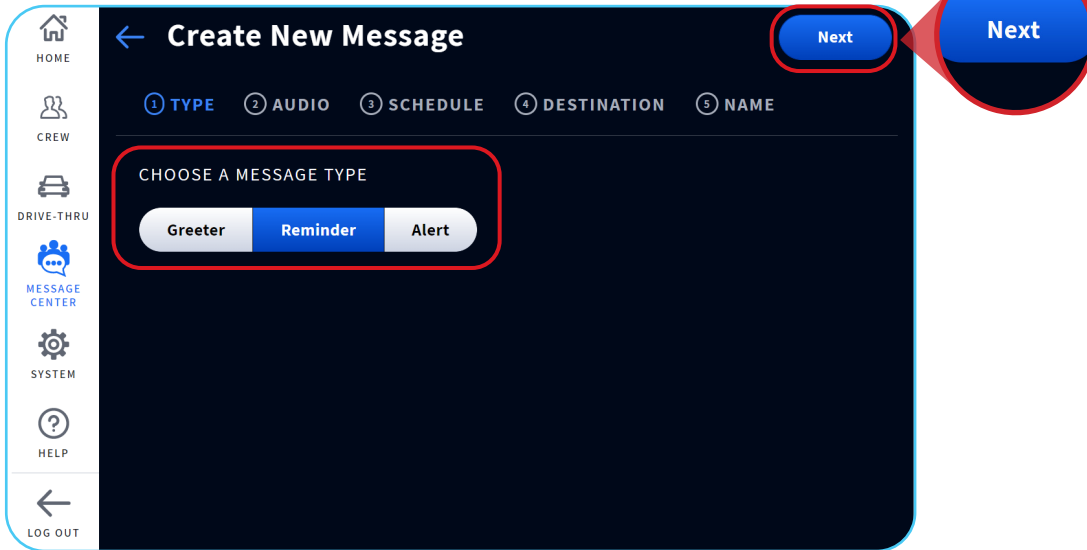 HOME
CREW
DRIVE-THRU
MESSAGE
CENTER
SYSTEM
HELP
LOG OUT
Create New Message
Next
1 TYPE 2 AUDIO 3 SCHEDULE 4 DESTINATION 5 NAME
CHOOSE A MESSAGE TYPE
Greeter Reminder Alert
Next